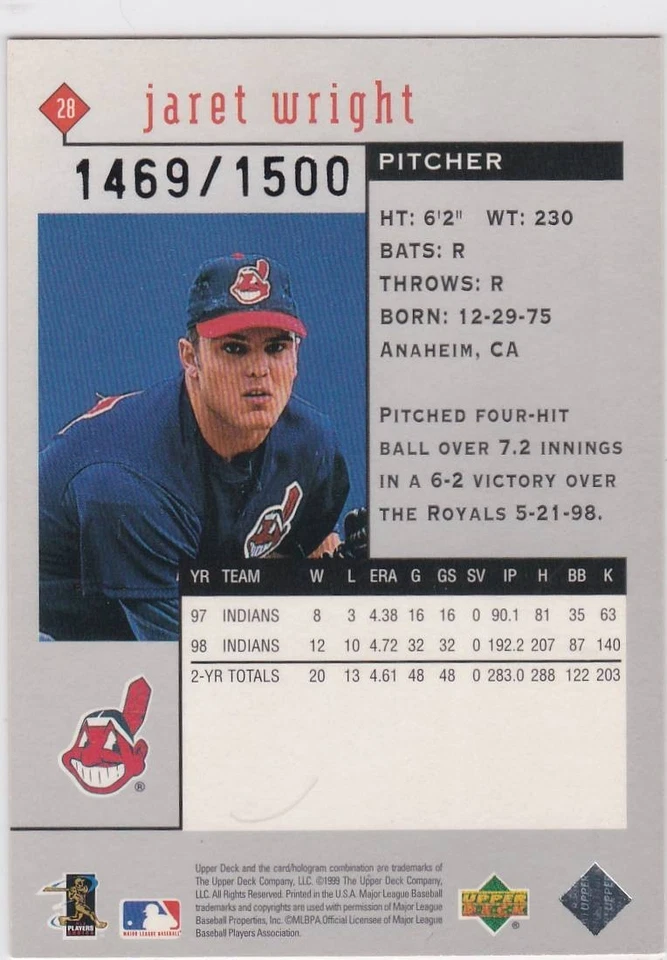 28
jaret wright
1469/1500
PITCHER
HT: 6'2" WT: 230
BATS: R
THROWS: R
BORN: 12-29-75
ANAHEIM, CA
PITCHED FOUR-HIT
BALL OVER 7.2 INNINGS
IN A 6-2 VICTORY OVER
THE ROYALS 5-21-98.
YR TEAM W L ERA G GS SV IP H BB K
97 INDIANS 8 3 4.38 16 16 0 90.1 81 35 63
98 INDIANS 12 10 4.72 32 32 0 192.2 207 87 140
2-YR TOTALS 20 13 4.61 48 48 0 283.0 288 122 203
®
Upper Deck and the card/hologram combination are trademarks of
The Upper Deck Company, LLC. ©1999 The Upper Deck Company,
LLC. All Rights Reserved. Printed in the U.S.A. Major League Baseball
trademarks and copyrights are used with permission of Major League
Baseball Properties, Inc. ©MLBPA Official Licensee of Major League
Baseball Players Association.
PLAYERS
CHOICE
MAJOR LEAGUE BASEBALL
UPPER
DECK
®
UPPER